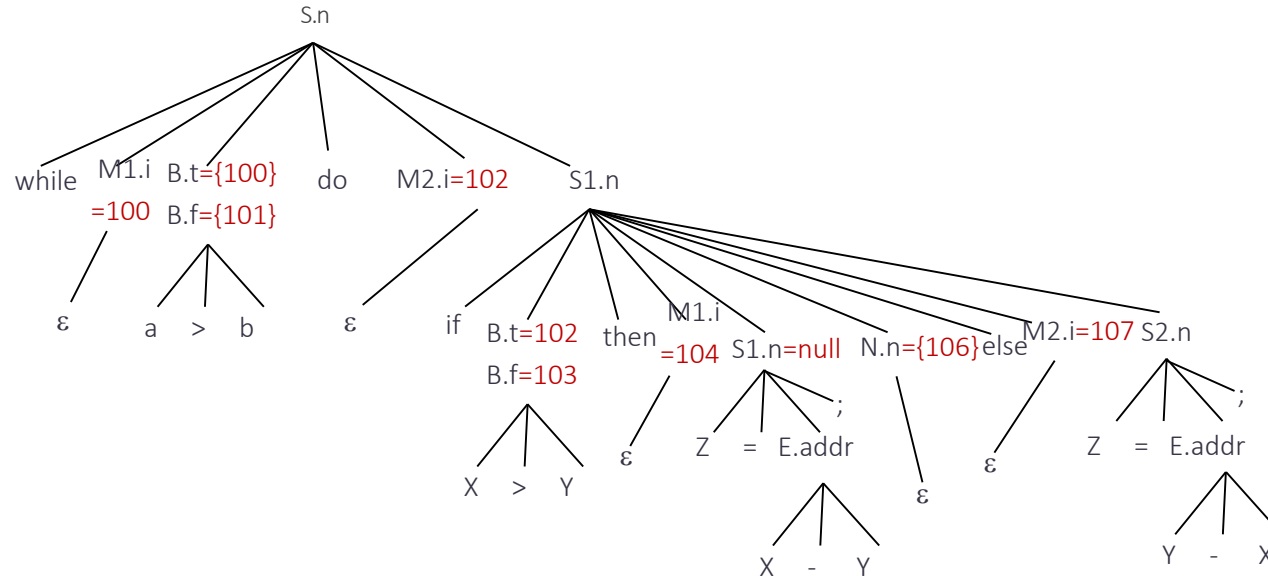 S.n
while M1.i B.t={100} do M2.i=102 S1.n
=100 B.f={101}
ε a > b ε if B.t=102 then M1.i S1.n=null N.n={106} else M2.i=107 S2.n
B.f=103 =104
; ;
X > Y ε Z = E.addr ε ε Z = E.addr
X - Y Y - X